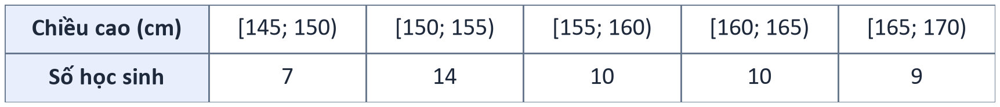 Chiều cao (cm) [145; 150) [150; 155) [155; 160) [160; 165) [165; 170)
Số học sinh 7 14 10 10 9